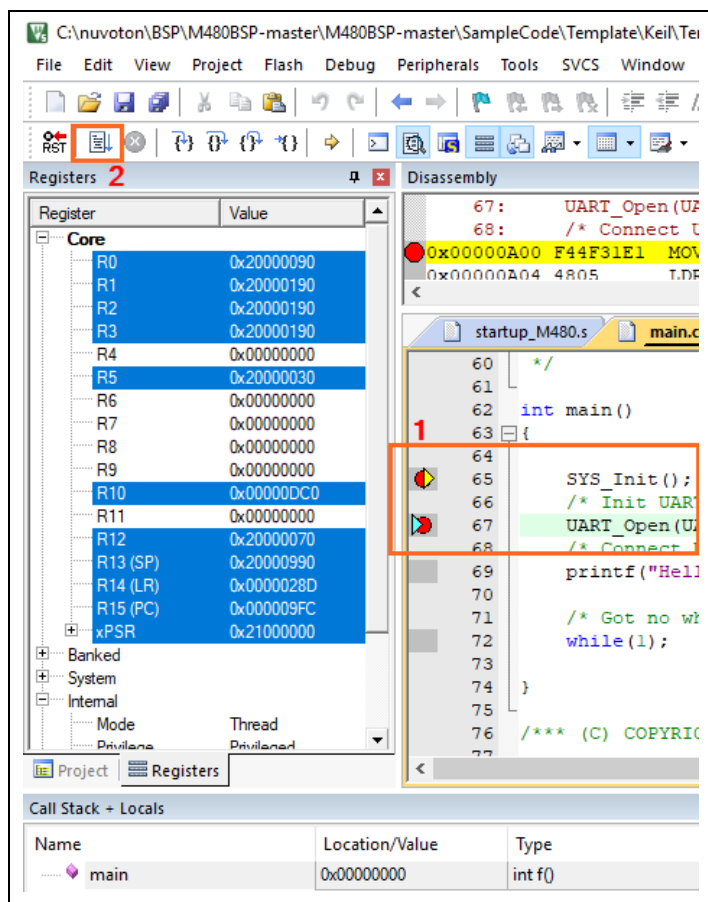 C:\nuvoton\BSP\M480BSP-master\M480BSP-master\SampleCode\Template\Keil\Te
File Edit View Project Flash Debug Peripherals Tools SVCS Window
RST
Registers 2
Disassembly
Register Value
Core
R0 0x20000090
R1 0x20000190
R2 0x20000190
R3 0x20000190
R4 0x00000000
R5 0x20000030
R6 0x00000000
R7 0x00000000
R8 0x00000000
R9 0x00000000
R10 0x00000DC0
R11 0x00000000
R12 0x20000070
R13 (SP) 0x20000990
R14 (LR) 0x0000028D
R15 (PC) 0x000009FC
xPSR 0x21000000
Banked
System
Internal
Mode Thread
Privilege Privileged
Project Registers
67: UART_Open(UA
68: /* Connect U
0x00000A00 F44F31E1 MOV
0x00000A04 4805 LDR
startup_M480.s main.c
60 */
61
62 int main()
1 63 {
64
65 SYS_Init();
66 /* Init UAR
67 UART_Open(UA
68 /* Connect U
69 printf("Hell
70
71 /* Got no wh
72 while(1);
73
74 }
75
76 /*** (C) COPYRIG
77
Call Stack + Locals
Name Location/Value Type
main 0x00000000 int f()